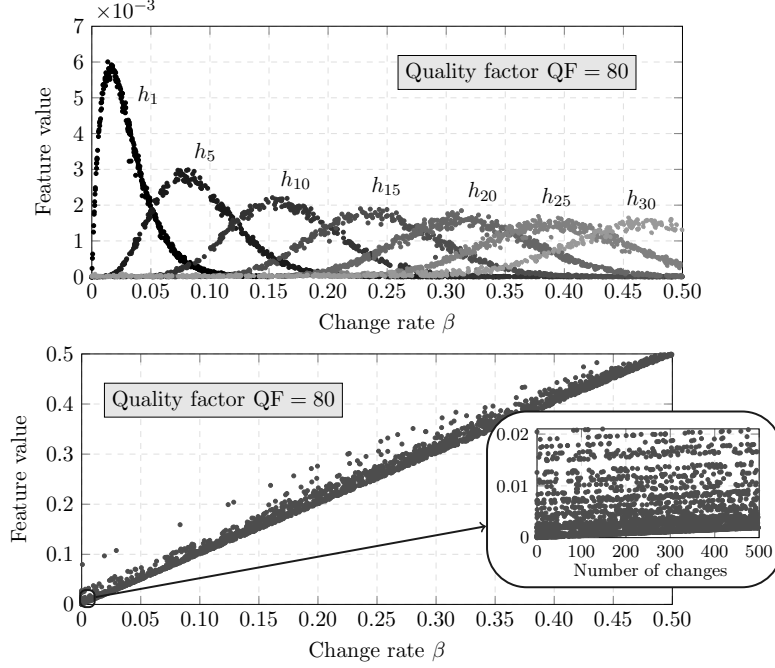 ×10⁻³
7
6
5
4
3
2
1
0
Feature value
Quality factor QF = 80
h₁
h₅
h₁₀
h₁₅
h₂₀
h₂₅
h₃₀
0 0.05 0.10 0.15 0.20 0.25 0.30 0.35 0.40 0.45 0.50
Change rate β
0.5
0.4
0.3
0.2
0.1
0
Feature value
Quality factor QF = 80
0.02
0.01
0
0 100 200 300 400 500
Number of changes
0 0.05 0.10 0.15 0.20 0.25 0.30 0.35 0.40 0.45 0.50
Change rate β